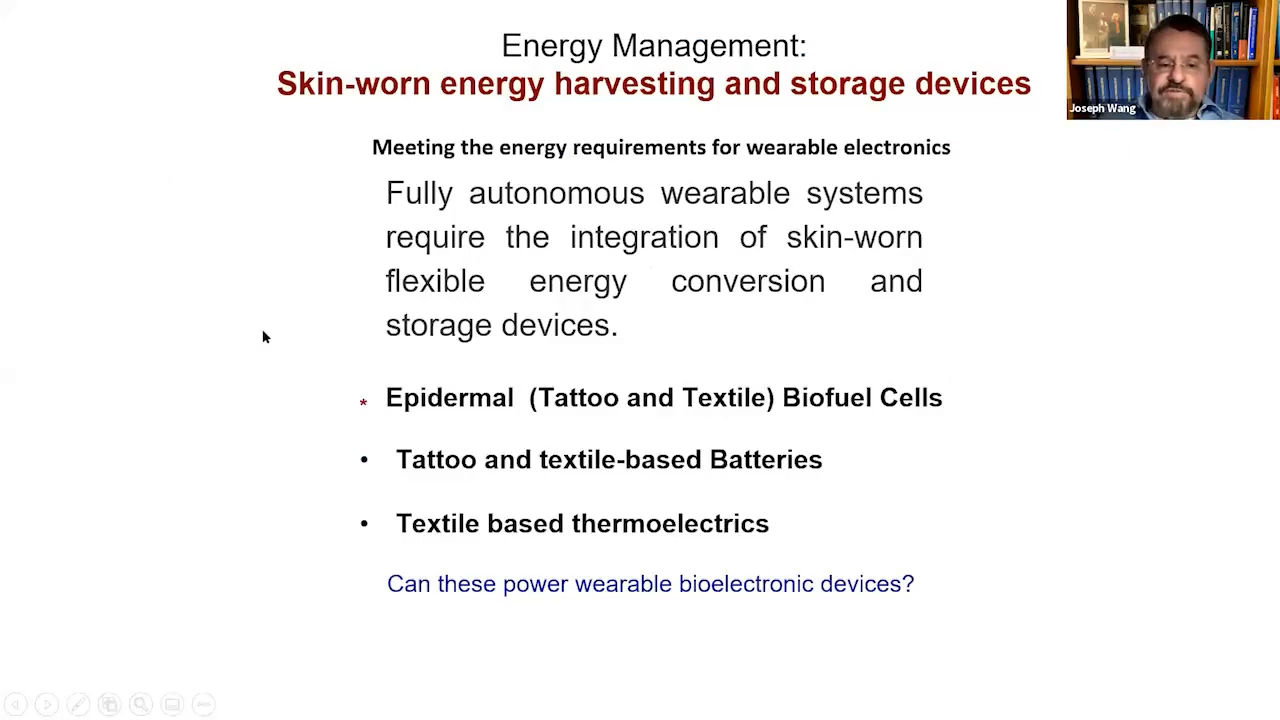 Energy Management:
Skin-worn energy harvesting and storage devices
Joseph Wang
Meeting the energy requirements for wearable electronics
Fully autonomous wearable systems
require the integration of skin-worn
flexible energy conversion and
storage devices.
* Epidermal (Tattoo and Textile) Biofuel Cells
• Tattoo and textile-based Batteries
• Textile based thermoelectrics
Can these power wearable bioelectronic devices?